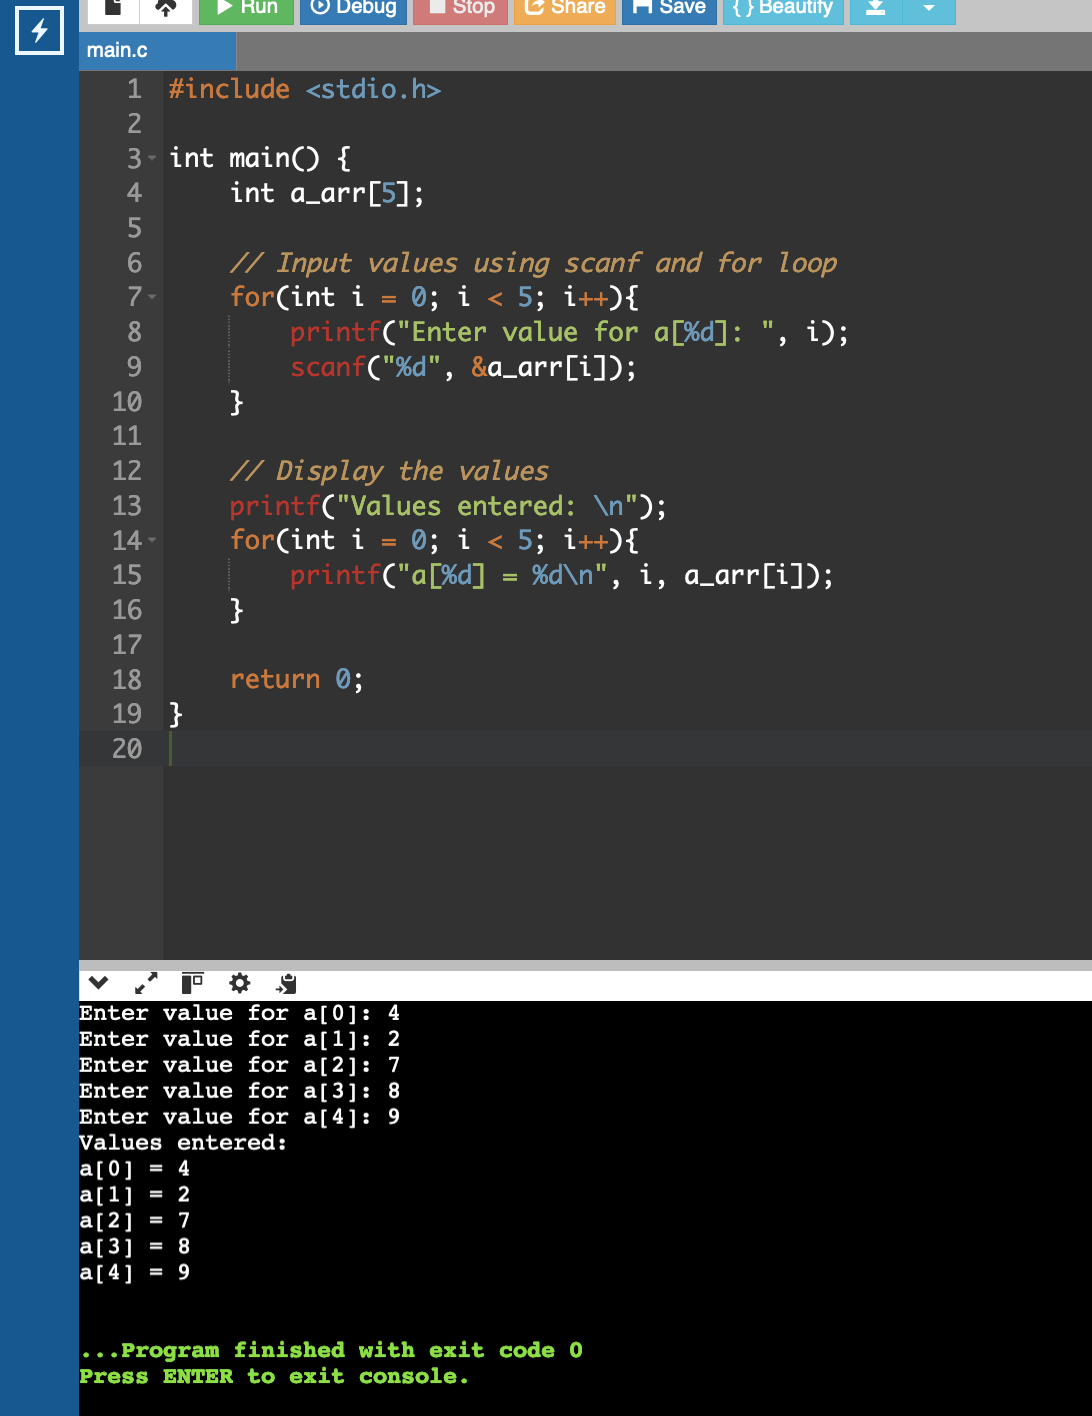 Run Debug Stop Share Save { } Beautify
main.c
1 #include <stdio.h>
2
3 int main() {
4     int a_arr[5];
5
6     // Input values using scanf and for loop
7     for(int i = 0; i < 5; i++){
8         printf("Enter value for a[%d]: ", i);
9         scanf("%d", &a_arr[i]);
10     }
11
12     // Display the values
13     printf("Values entered: \n");
14     for(int i = 0; i < 5; i++){
15         printf("a[%d] = %d\n", i, a_arr[i]);
16     }
17
18     return 0;
19 }
20
Enter value for a[0]: 4
Enter value for a[1]: 2
Enter value for a[2]: 7
Enter value for a[3]: 8
Enter value for a[4]: 9
Values entered:
a[0] = 4
a[1] = 2
a[2] = 7
a[3] = 8
a[4] = 9
...Program finished with exit code 0
Press ENTER to exit console.